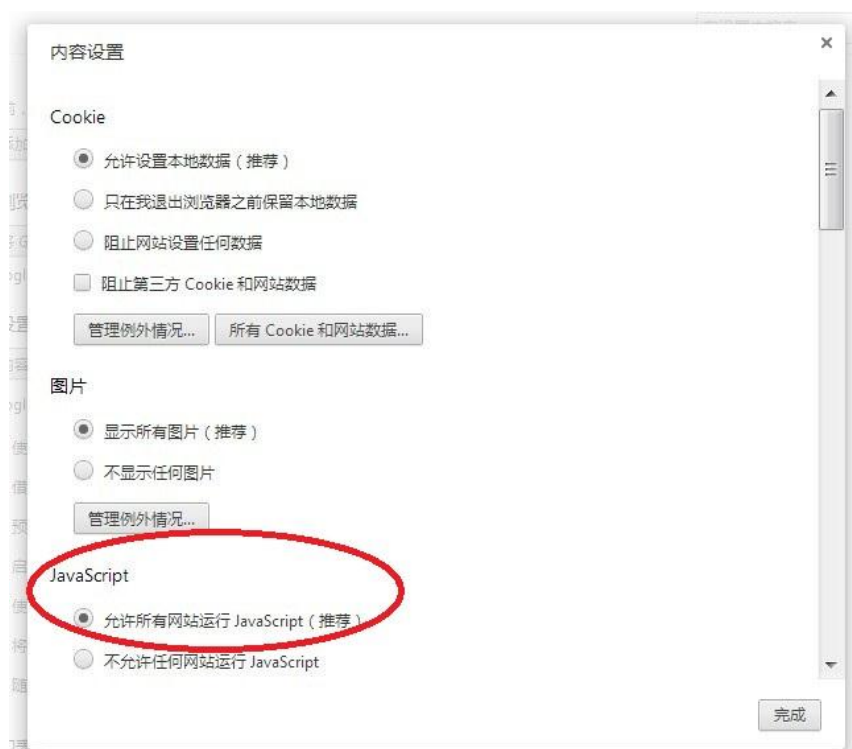 内容设置
Cookie
允许设置本地数据 ( 推荐 )
只在我退出浏览器之前保留本地数据
阻止网站设置任何数据
阻止第三方 Cookie 和网站数据
管理例外情况...
所有 Cookie 和网站数据...
图片
显示所有图片 ( 推荐 )
不显示任何图片
管理例外情况...
JavaScript
允许所有网站运行 JavaScript ( 推荐 )
不允许任何网站运行 JavaScript
完成